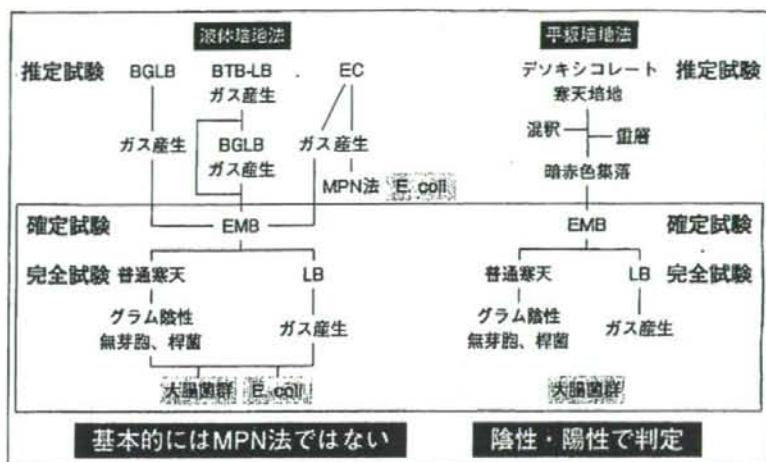 液体培地法
平板培地法
推定試験
BGLB
BTB-LB
ガス産生
EC
デソキシコレート
寒天培地
推定試験
ガス産生
BGLB
ガス産生
ガス産生
混釈
重層
MPN法
E. coli
暗赤色集落
確定試験
EMB
EMB
確定試験
完全試験
普通寒天
LB
普通寒天
LB
完全試験
グラム陰性
無芽胞、桿菌
ガス産生
グラム陰性
無芽胞、桿菌
ガス産生
大腸菌群
E. coli
大腸菌群
基本的にはMPN法ではない
陰性・陽性で判定